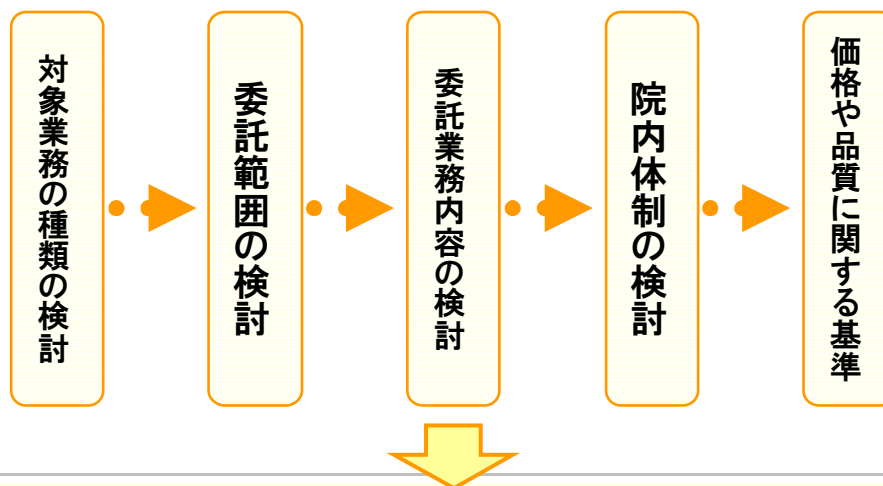 対象業務の種類の検討
委託範囲の検討
委託業務内容の検討
院内体制の検討
価格や品質に関する基準